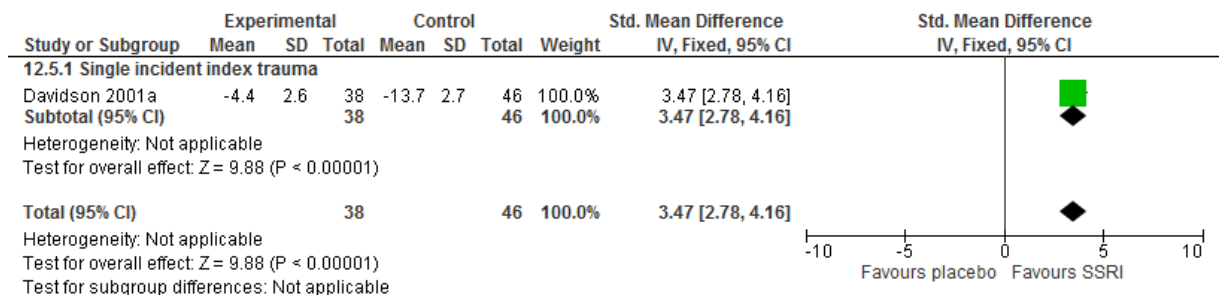 Experimental Control Std. Mean Difference Std. Mean Difference
Study or Subgroup Mean SD Total Mean SD Total Weight IV, Fixed, 95% CI IV, Fixed, 95% CI
12.5.1 Single incident index trauma
Davidson 2001a -4.4 2.6 38 -13.7 2.7 46 100.0% 3.47 [2.78, 4.16]
Subtotal (95% CI) 38 46 100.0% 3.47 [2.78, 4.16]
Heterogeneity: Not applicable
Test for overall effect: Z = 9.88 (P < 0.00001)
Total (95% CI) 38 46 100.0% 3.47 [2.78, 4.16]
Heterogeneity: Not applicable
Test for overall effect: Z = 9.88 (P < 0.00001)
Test for subgroup differences: Not applicable
-10 -5 0 5 10
Favours placebo Favours SSRI